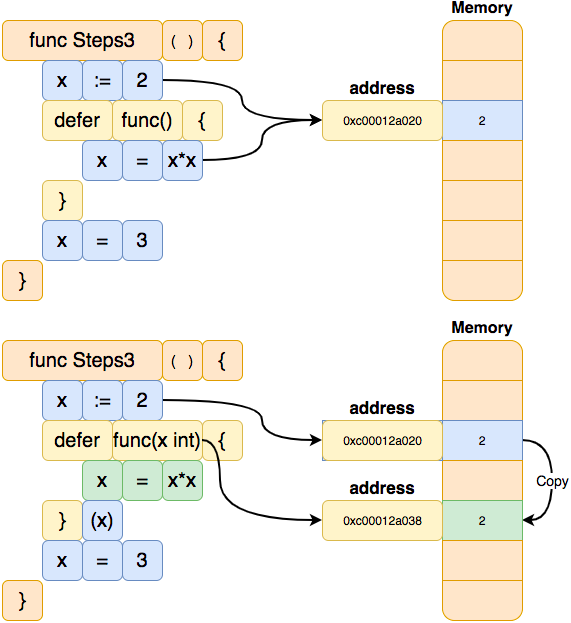 Memory
func Steps3 ( ) {
x := 2
address
defer func() {
0xc00012a020 2
x = x*x
}
x = 3
}
Memory
func Steps3 ( ) {
x := 2
address
defer func(x int) {
0xc00012a020 2
x = x*x
Copy
address
} (x)
0xc00012a038 2
x = 3
}